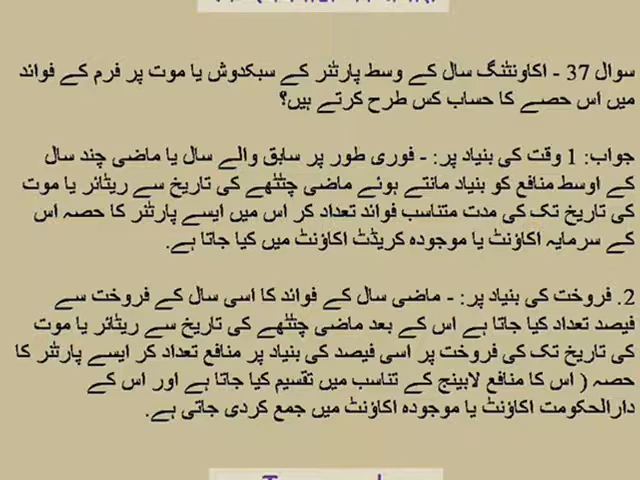 سوال 37 - اکاونٹنگ سال کے وسط پارٹنر کے سبکدوش یا موت پر فرم کے فوائد
میں اس حصے کا حساب کس طرح کرتے ہیں؟
جواب: 1 وقت کی بنیاد پر: - فوری طور پر سابق والے سال یا ماضی چند سال
کے اوسط منافع کو بنیاد مانتے ہوئے ماضی چٹٹھے کی تاریخ سے ریٹائر یا موت
کی تاریخ تک کی مدت متناسب فوائد تعداد کر اس میں ایسے پارٹنر کا حصہ اس
کے سرمایہ اکاؤنٹ یا موجودہ کریڈٹ اکاؤنٹ میں کیا جاتا ہے.
2. فروخت کی بنیاد پر: - ماضی سال کے فوائد کا اسی سال کے فروخت سے
فیصد تعداد کیا جاتا ہے اس کے بعد ماضی چٹٹھے کی تاریخ سے ریٹائر یا موت
کی تاریخ تک کی فروخت پر اسی فیصد کی بنیاد پر منافع تعداد کر ایسے پارٹنر کا
حصہ ( اس کا منافع لابینج کے تناسب میں تقسیم کیا جاتا ہے اور اس کے
دارالحکومت اکاؤنٹ یا موجودہ اکاؤنٹ میں جمع کردی جاتی ہے.